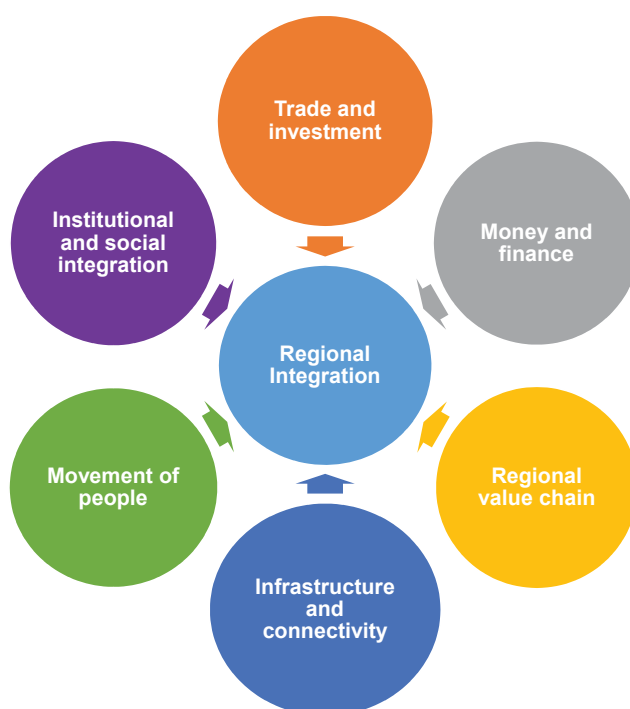 Trade and
investment
Institutional
and social
integration
Money and
finance
Regional
Integration
Movement of
people
Regional
value chain
Infrastructure
and
connectivity